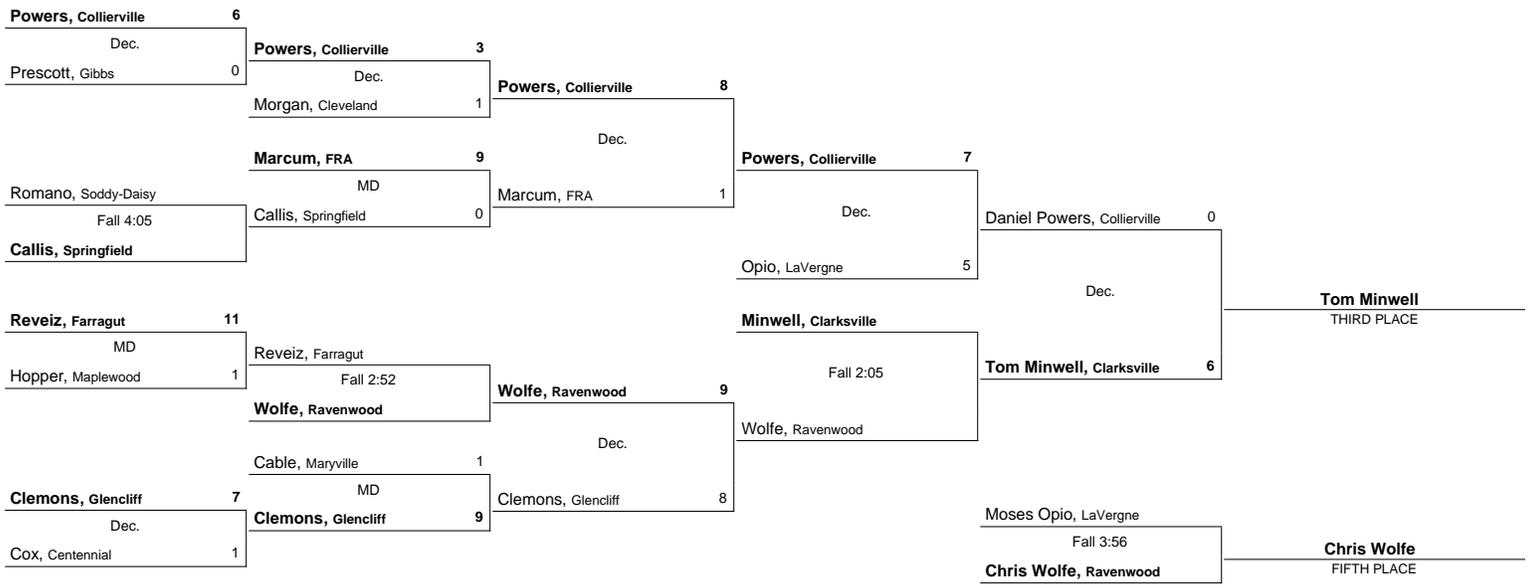 Powers, Collierville 6
Dec.
Prescott, Gibbs 0
Romano, Soddy-Daisy
Fall 4:05
Callis, Springfield
Reveiz, Farragut 11
MD
Hopper, Maplewood 1
Clemons, Glencliff 7
Dec.
Cox, Centennial 1
Powers, Collierville 3
Dec.
Morgan, Cleveland 1
Marcum, FRA 9
MD
Callis, Springfield 0
Reveiz, Farragut
Fall 2:52
Wolfe, Ravenwood
Cable, Maryville 1
MD
Clemons, Glencliff 9
Powers, Collierville 8
Dec.
Marcum, FRA 1
Wolfe, Ravenwood 9
Dec.
Clemons, Glencliff 8
Powers, Collierville 7
Dec.
Opio, LaVergne 5
Minwell, Clarksville
Fall 2:05
Wolfe, Ravenwood
Daniel Powers, Collierville 0
Dec.
Tom Minwell, Clarksville 6
Tom Minwell
THIRD PLACE
Moses Opio, LaVergne
Fall 3:56
Chris Wolfe, Ravenwood
Chris Wolfe
FIFTH PLACE